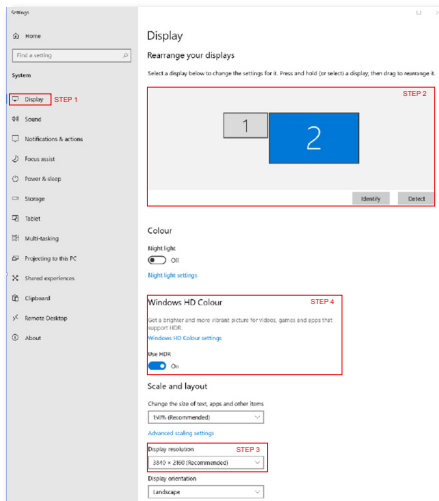 Settings
Home
Find a setting
System
Display STEP 1
Sound
Notifications & actions
Focus assist
Power & sleep
Storage
Tablet
Multi-tasking
Projecting to this PC
Shared experiences
Clipboard
Remote Desktop
About
Display
Rearrange your displays
Select a display below to change the settings for it. Press and hold (or select) a display, then drag to rearrange it.
STEP 2
1
2
Identify Detect
Colour
Night light
Off
Night light settings
Windows HD Colour STEP 4
Get a brighter and more vibrant picture for videos, games and apps that
support HDR.
Windows HD Colour settings
Use HDR
On
Scale and layout
Change the size of text, apps and other items
150% (Recommended)
Advanced scaling settings
Display resolution STEP 3
3840 × 2160 (Recommended)
Display orientation
Landscape